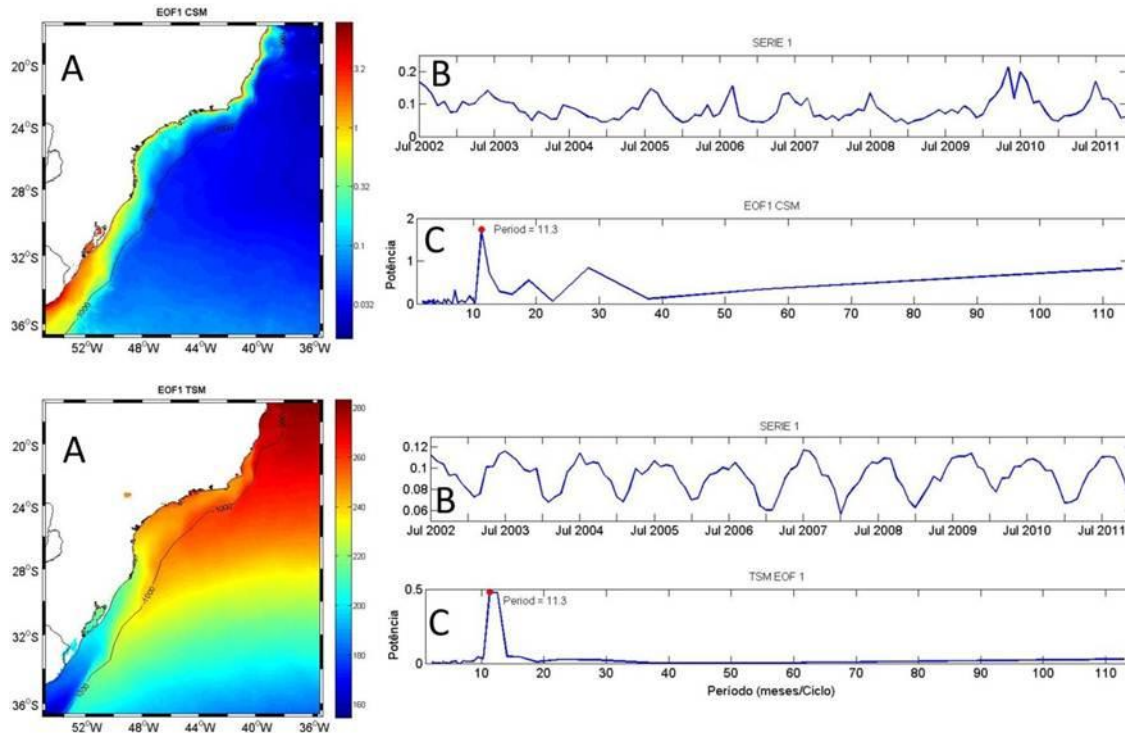 EOF1 CSM
A
20°S
24°S
28°S
32°S
36°S
52°W 48°W 44°W 40°W 36°W
3.2
1
0.32
0.1
0.032
SERIE 1
B
0.2
0.1
0
Jul 2002 Jul 2003 Jul 2004 Jul 2005 Jul 2006 Jul 2007 Jul 2008 Jul 2009 Jul 2010 Jul 2011
EOF1 CSM
C
Period = 11.3
Potência
2
1
0
10 20 30 40 50 60 70 80 90 100 110
EOF1 TSM
A
20°S
24°S
28°S
32°S
36°S
52°W 48°W 44°W 40°W 36°W
280
260
240
220
200
180
160
SERIE 1
B
0.12
0.1
0.08
0.06
Jul 2002 Jul 2003 Jul 2004 Jul 2005 Jul 2006 Jul 2007 Jul 2008 Jul 2009 Jul 2010 Jul 2011
TSM EOF 1
C
Period = 11.3
Potência
0.5
0
10 20 30 40 50 60 70 80 90 100 110
Período (meses/Ciclo)